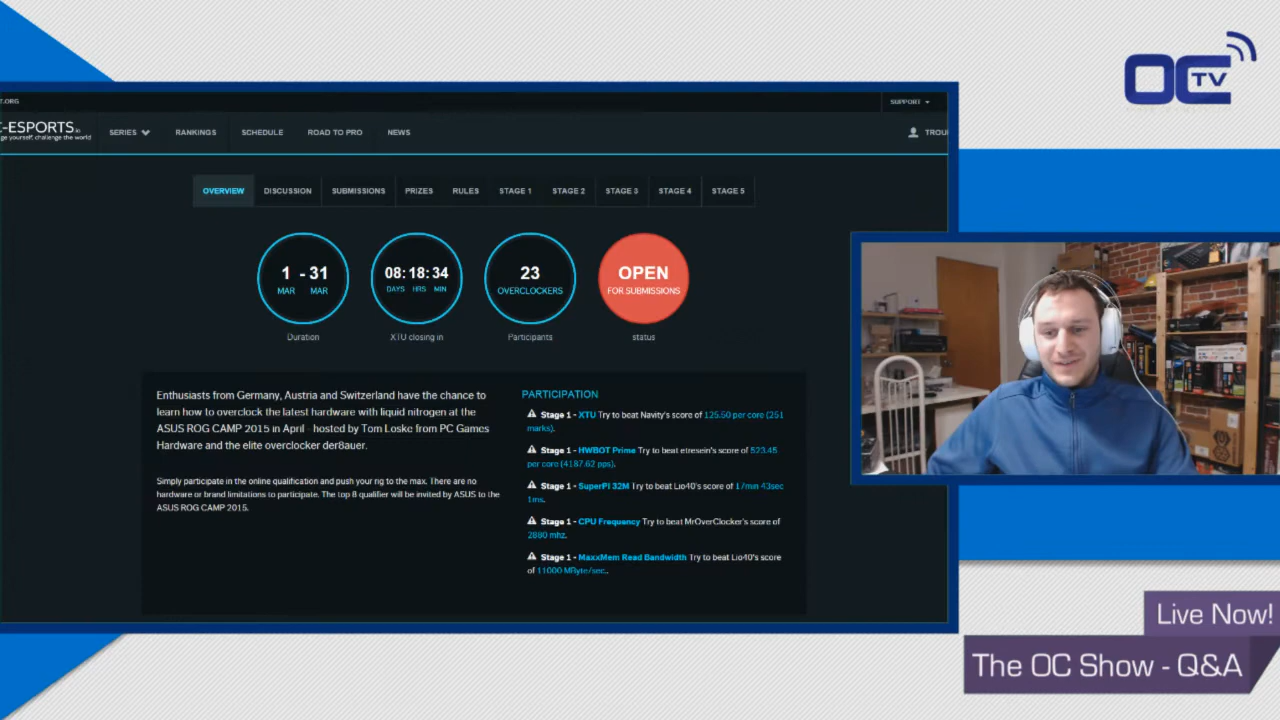 OC TV
T.ORG
SUPPORT
C-ESPORTS.io
ge yourself, challenge the world
SERIES
RANKINGS
SCHEDULE
ROAD TO PRO
NEWS
TROU
OVERVIEW
DISCUSSION
SUBMISSIONS
PRIZES
RULES
STAGE 1
STAGE 2
STAGE 3
STAGE 4
STAGE 5
1 - 31
MAR MAR
Duration
08:18:34
DAYS HRS MIN
XTU closing in
23
OVERCLOCKERS
Participants
OPEN
FOR SUBMISSIONS
status
Enthusiasts from Germany, Austria and Switzerland have the chance to
learn how to overclock the latest hardware with liquid nitrogen at the
ASUS ROG CAMP 2015 in April - hosted by Tom Loske from PC Games
Hardware and the elite overclocker der8auer.
Simply participate in the online qualification and push your rig to the max. There are no
hardware or brand limitations to participate. The top 8 qualifier will be invited by ASUS to the
ASUS ROG CAMP 2015.
PARTICIPATION
Stage 1 - XTU Try to beat Navity's score of 125.50 per core (251
marks).
Stage 1 - HWBOT Prime Try to beat etresein's score of 523.45
per core (4187.62 pps).
Stage 1 - SuperPi 32M Try to beat Lio40's score of 17min 43sec
1ms.
Stage 1 - CPU Frequency Try to beat MrOverClocker's score of
2880 mhz.
Stage 1 - MaxxMem Read Bandwidth Try to beat Lio40's score
of 11000 MByte/sec..
Live Now!
The OC Show - Q&A